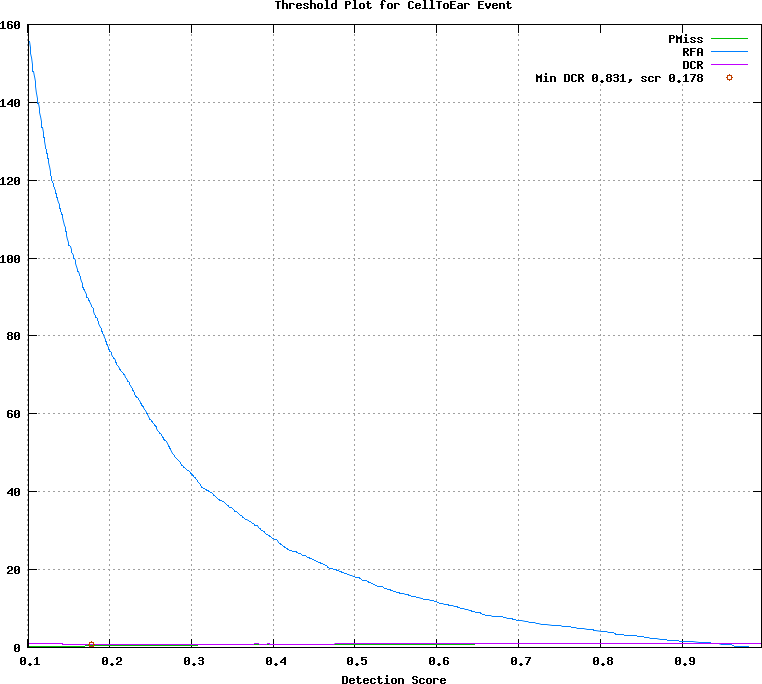 Threshold Plot for CellToEar Event
PMiss
RFA
DCR
Min DCR 0.831, scr 0.178
160
140
120
100
80
60
40
20
0
0.1 0.2 0.3 0.4 0.5 0.6 0.7 0.8 0.9
Detection Score